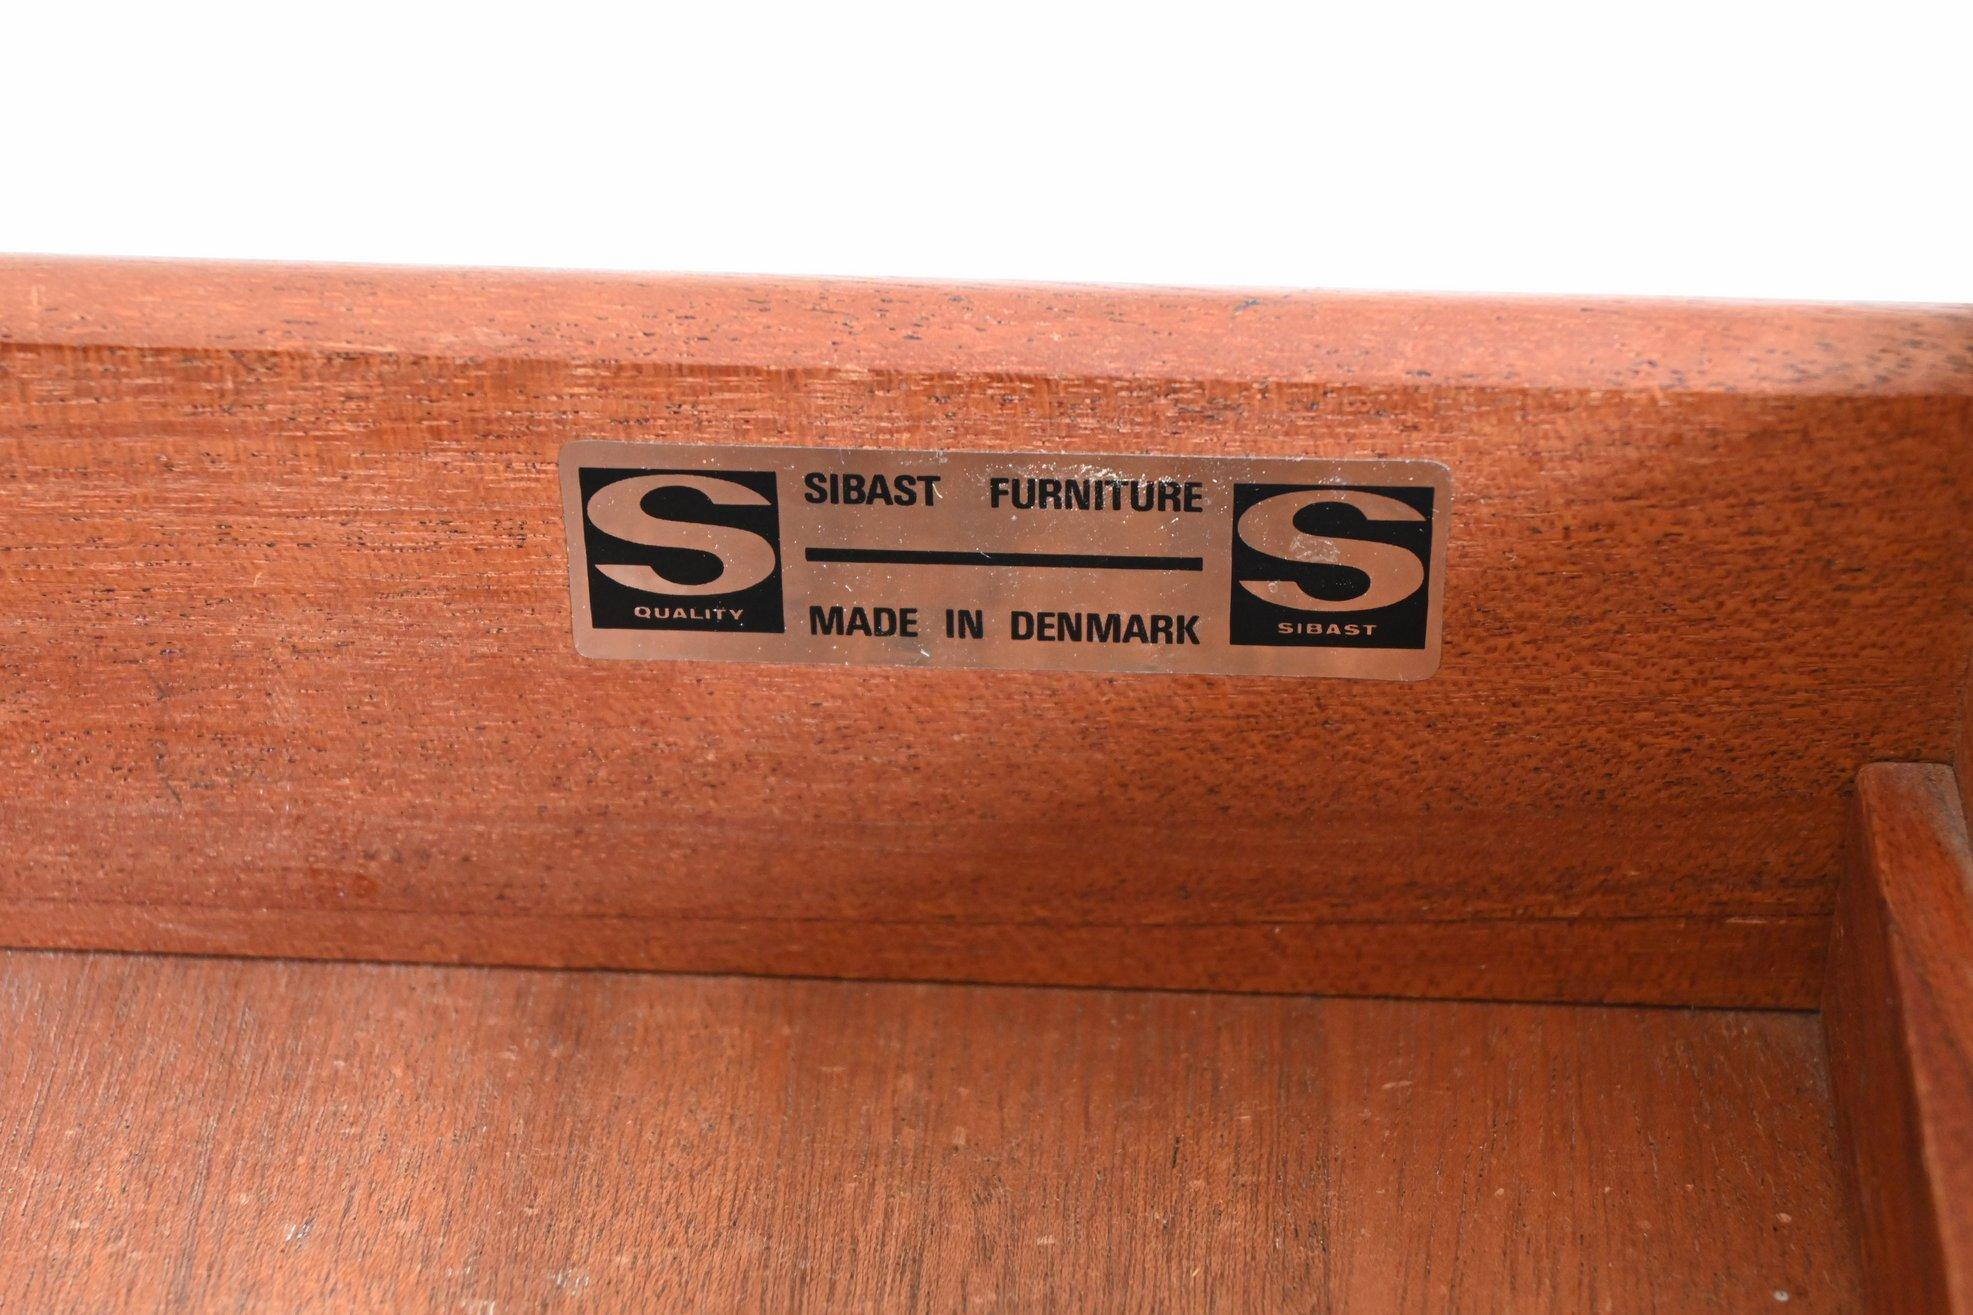 S
QUALITY
SIBAST FURNITURE
MADE IN DENMARK
S
SIBAST